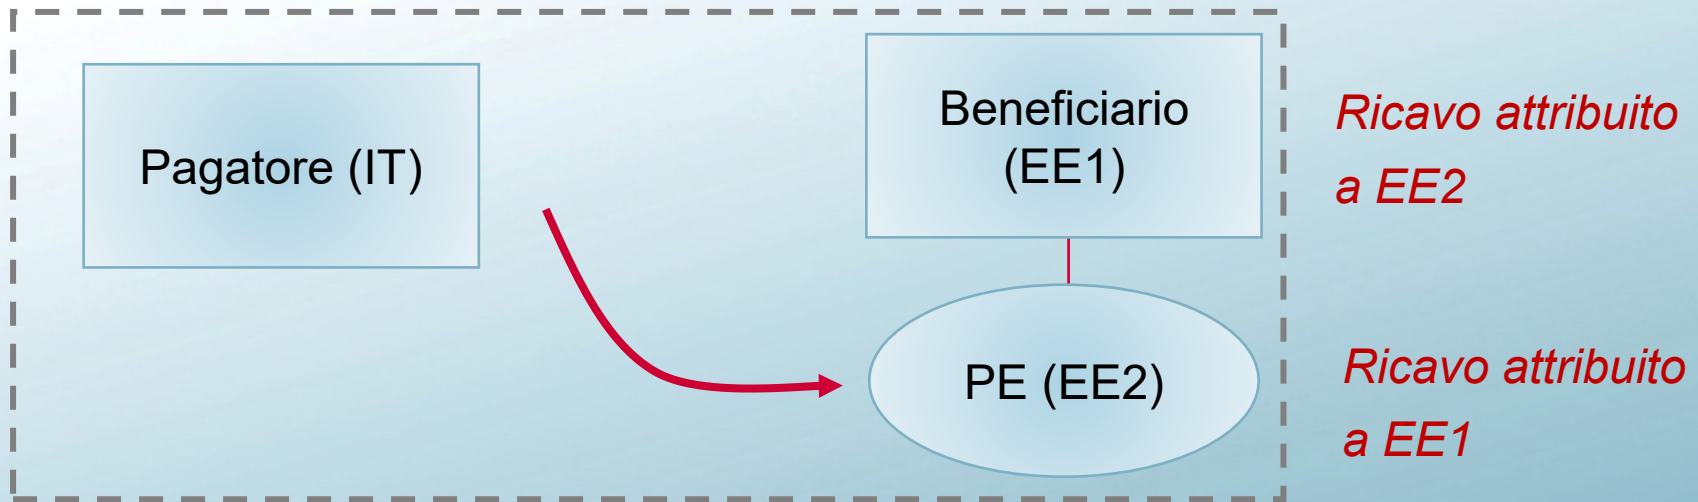 Pagatore (IT)
Beneficiario
(EE1)
Ricavo attribuito
a EE2
PE (EE2)
Ricavo attribuito
a EE1